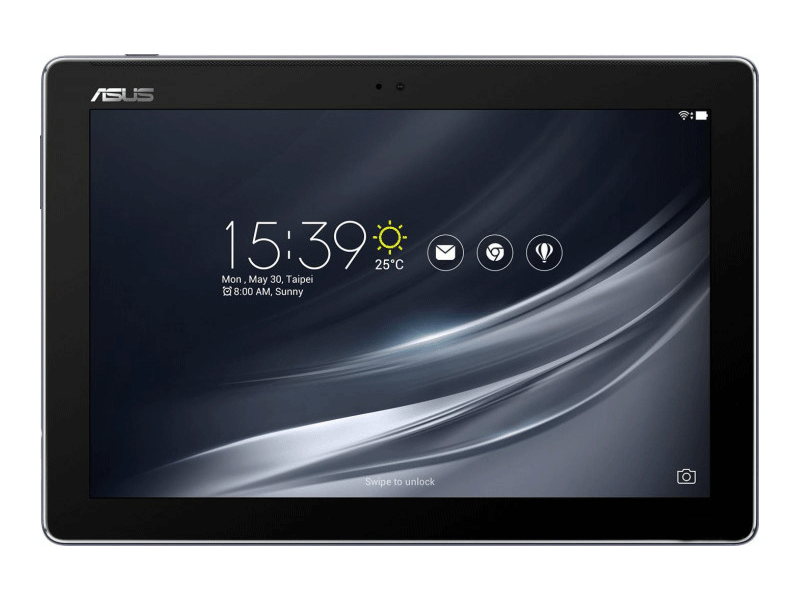 ASUS
15:39
25°C
Mon , May 30, Taipei
8:00 AM, Sunny
Swipe to unlock